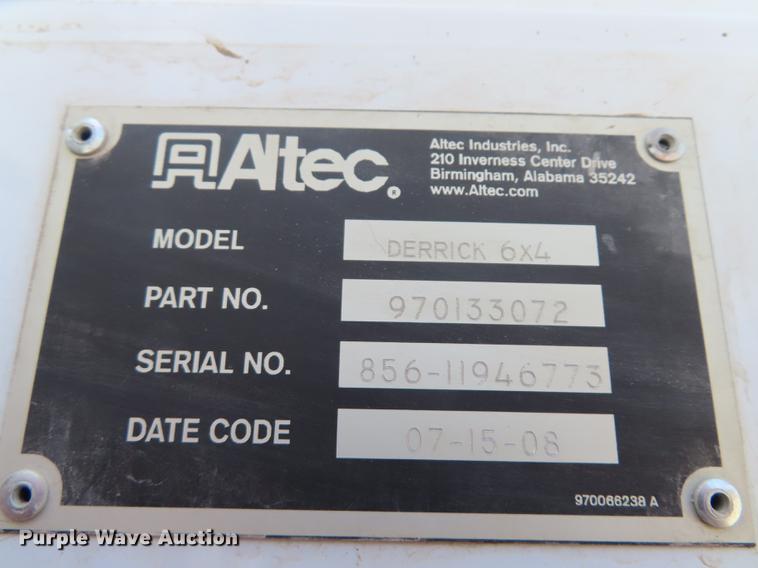 Altec®
Altec Industries, Inc.
210 Inverness Center Drive
Birmingham, Alabama 35242
www.Altec.com
MODEL DERRICK 6X4
PART NO. 970133072
SERIAL NO. 856-11946773
DATE CODE 07-15-08
970066238 A
Purple Wave Auction